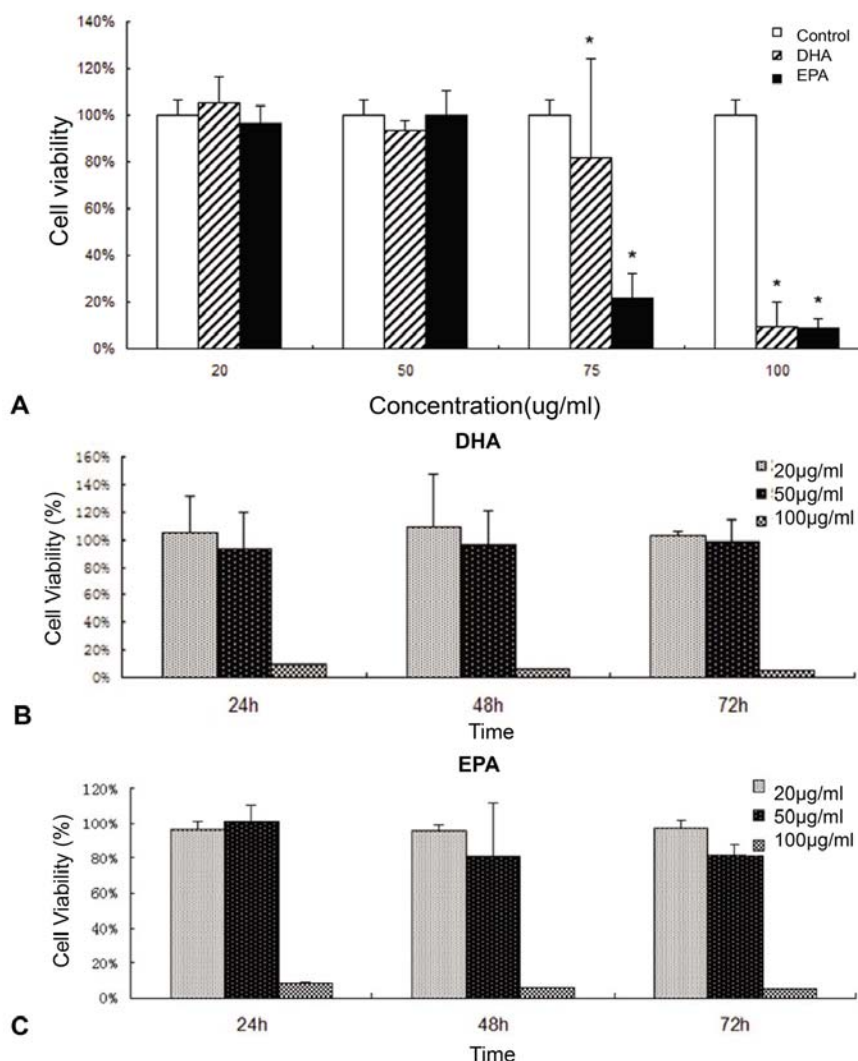 140%
120%
100%
80%
60%
40%
20%
0%
Cell viability
Control
DHA
EPA
*
*
*
*
20
50
75
100
A
Concentration(ug/ml)
DHA
160%
140%
120%
100%
80%
60%
40%
20%
0%
Cell Viability (%)
20µg/ml
50µg/ml
100µg/ml
24h
48h
72h
B
Time
EPA
120%
100%
80%
60%
40%
20%
0%
Cell Viability (%)
20µg/ml
50µg/ml
100µg/ml
24h
48h
72h
C
Time